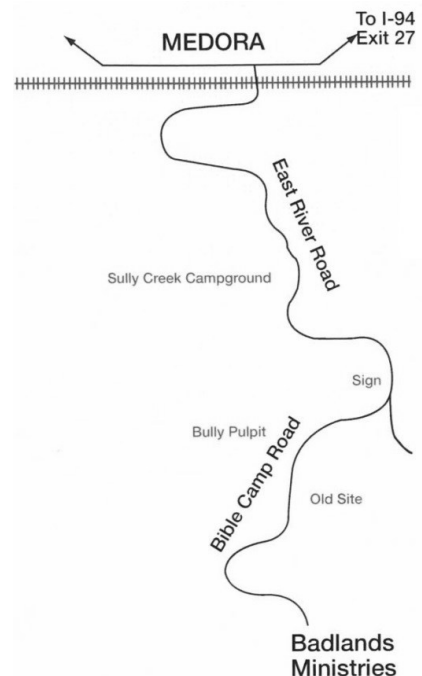 To I-94
Exit 27
MEDORA
East River Road
Sully Creek Campground
Sign
Bully Pulpit
Bible Camp Road
Old Site
Badlands
Ministries